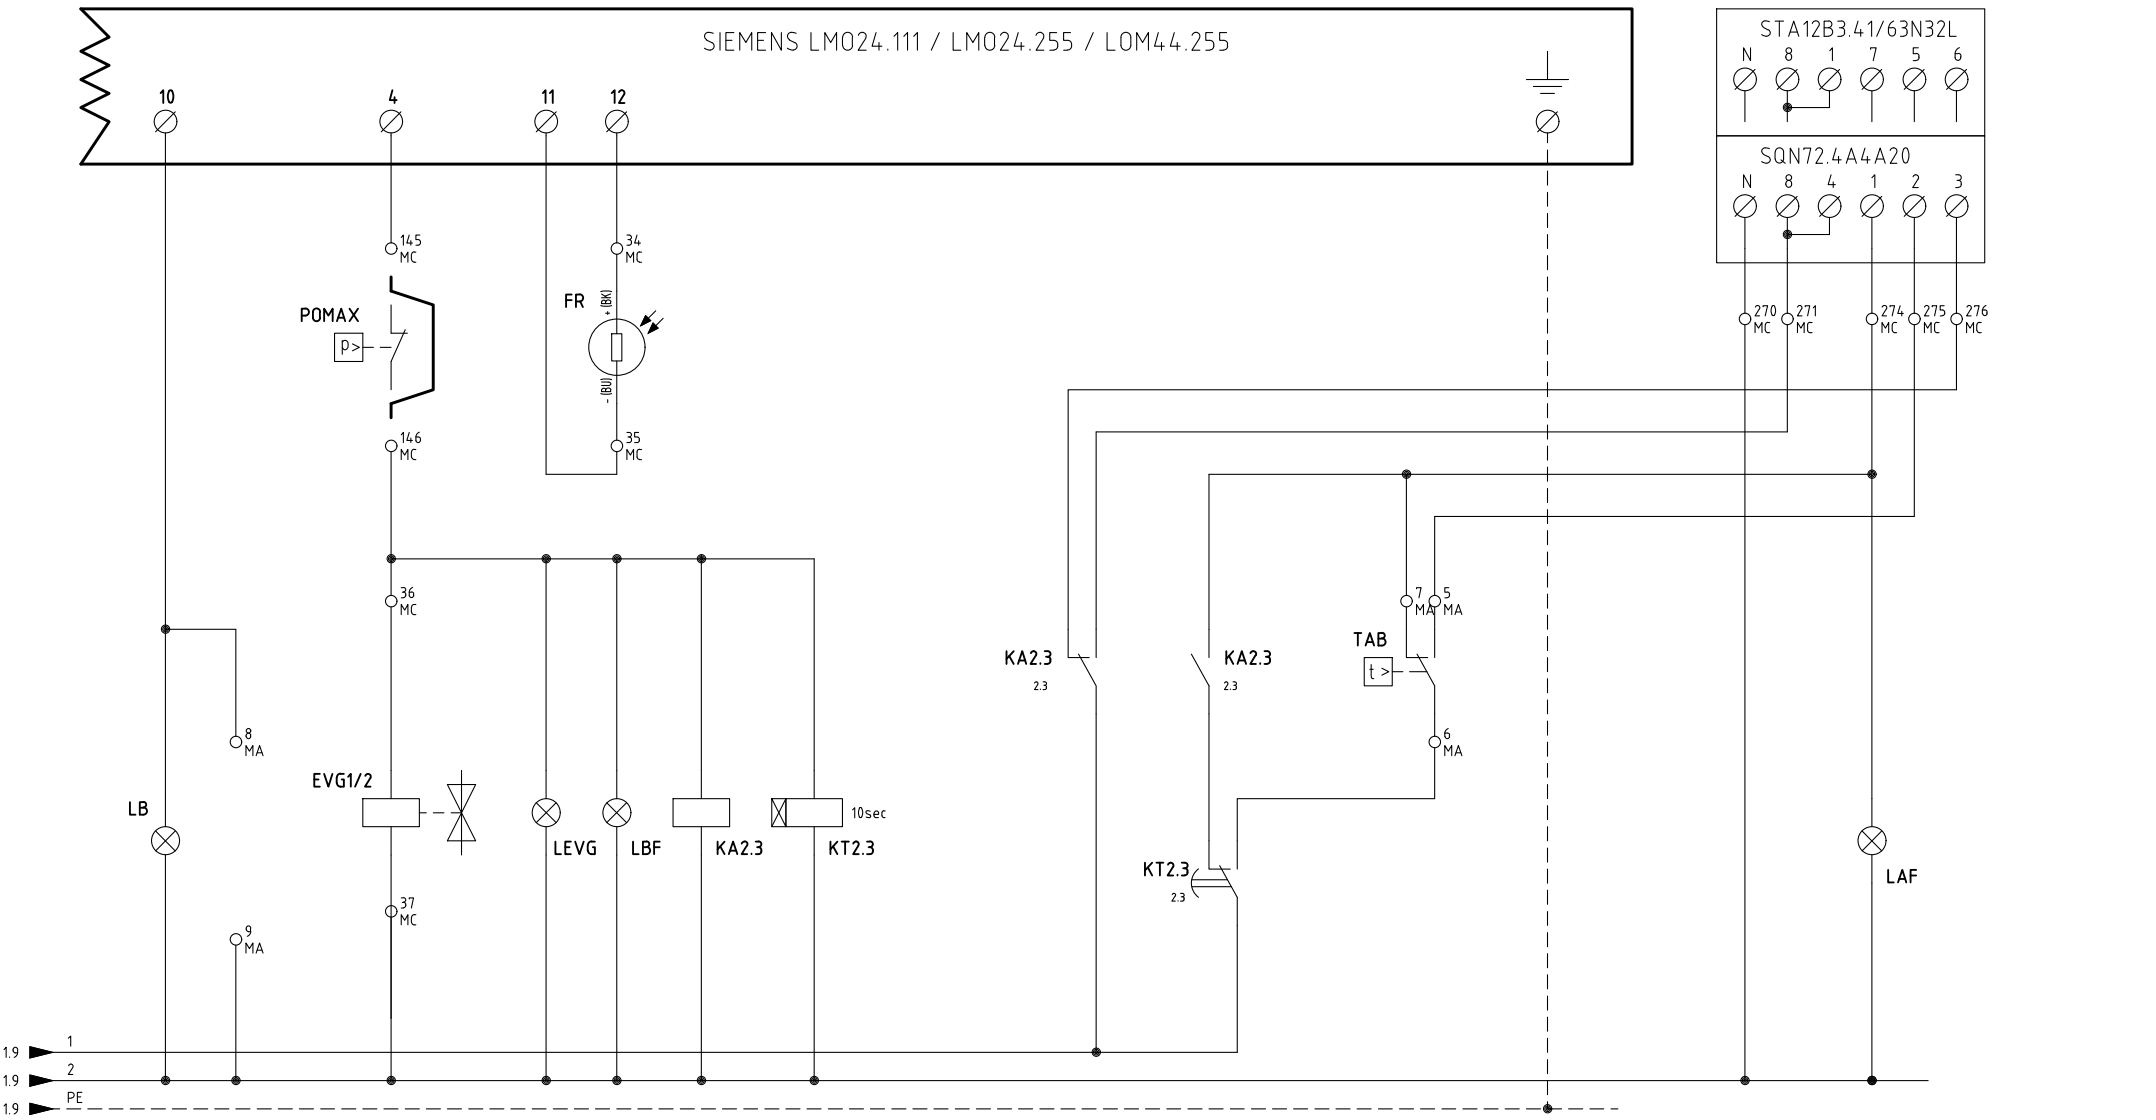 SIEMENS LMO24.111 / LMO24.255 / LOM44.255
10
4
11
12
STA12B3.41/63N32L
N 8 1 7 5 6
SQN72.4A4A20
N 8 4 1 2 3
145
MC
34
MC
POMAX
P>
FR
+ (BK)
- (BU)
146
MC
35
MC
270
MC
271
MC
274
MC
275
MC
276
MC
36
MC
7
MA
5
MA
KA2.3
2.3
KA2.3
2.3
TAB
t >
8
MA
6
MA
EVG1/2
LB
LEVG
LBF
KA2.3
10sec
KT2.3
KT2.3
2.3
LAF
37
MC
9
MA
1.9
1
1.9
2
1.9
PE